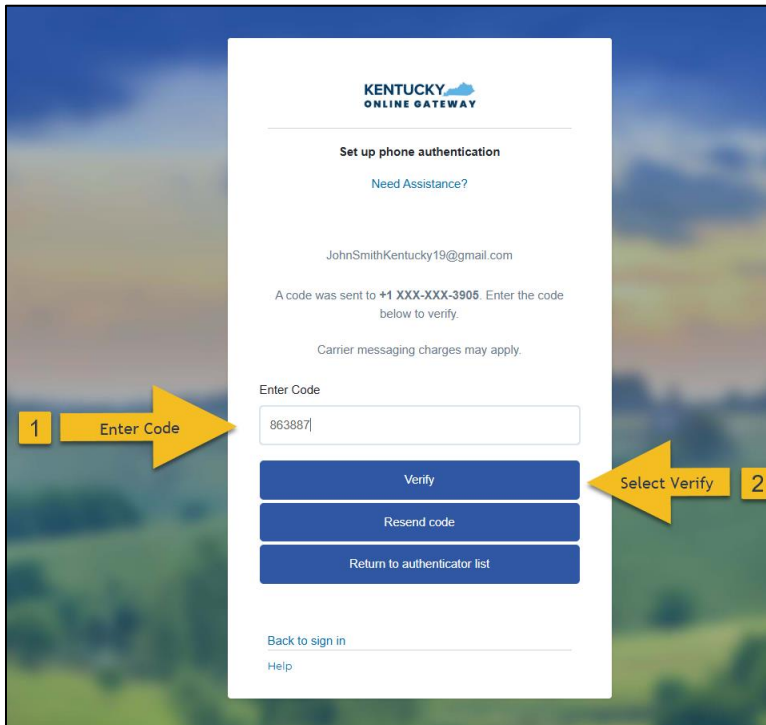 KENTUCKY
ONLINE GATEWAY
Set up phone authentication
Need Assistance?
JohnSmithKentucky19@gmail.com
A code was sent to +1 XXX-XXX-3905. Enter the code
below to verify.
Carrier messaging charges may apply.
Enter Code
1 Enter Code
863887
Verify
Select Verify 2
Resend code
Return to authenticator list
Back to sign in
Help